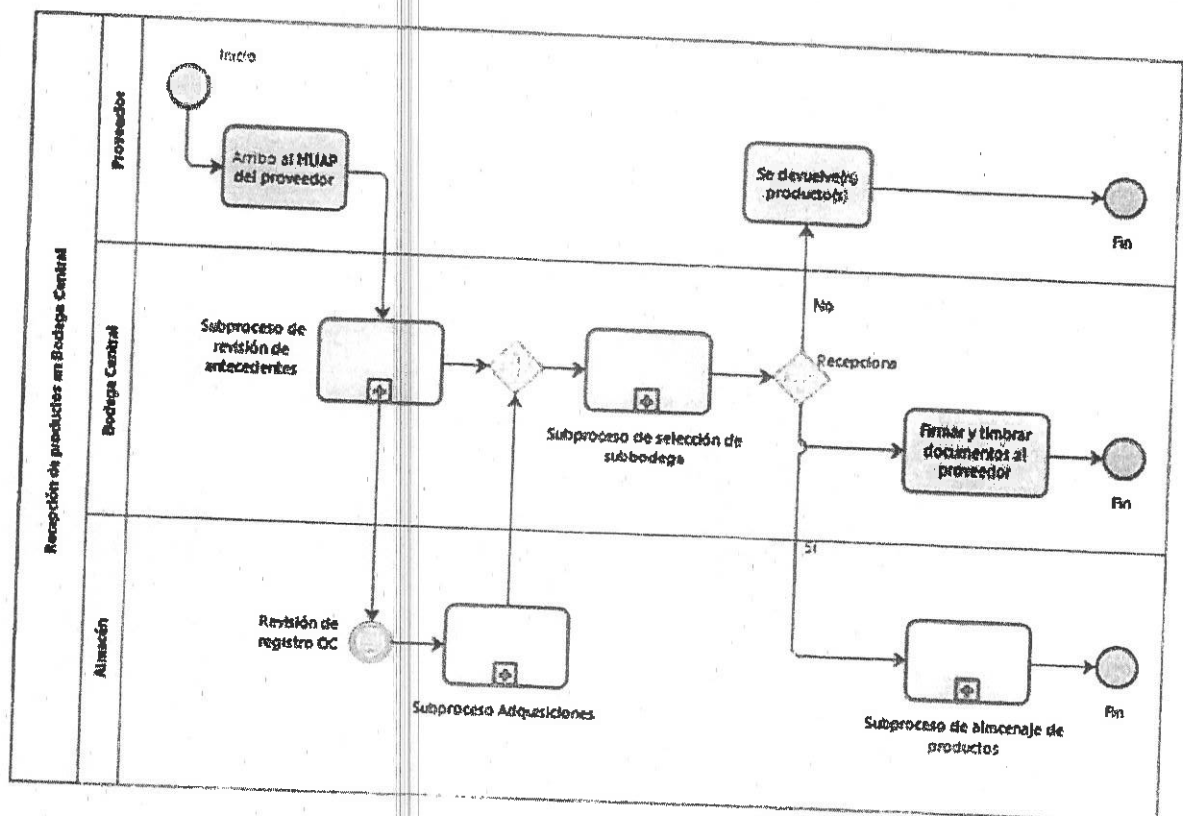 Recepción de productos en Bodega Central
Proveedor
Inicio
Arribo al HUAP
del proveedor
Se devuelve(n)
producto(s)
Fin
Bodega Central
Subproceso de
revisión de
antecedentes
Subproceso de selección de
subbodega
No
Recepciona
Firmar y timbrar
documentos al
proveedor
Fin
Si
Almacén
Revisión de
registro OC
Subproceso Adquisiciones
Subproceso de almcenaje de
productos
Fin